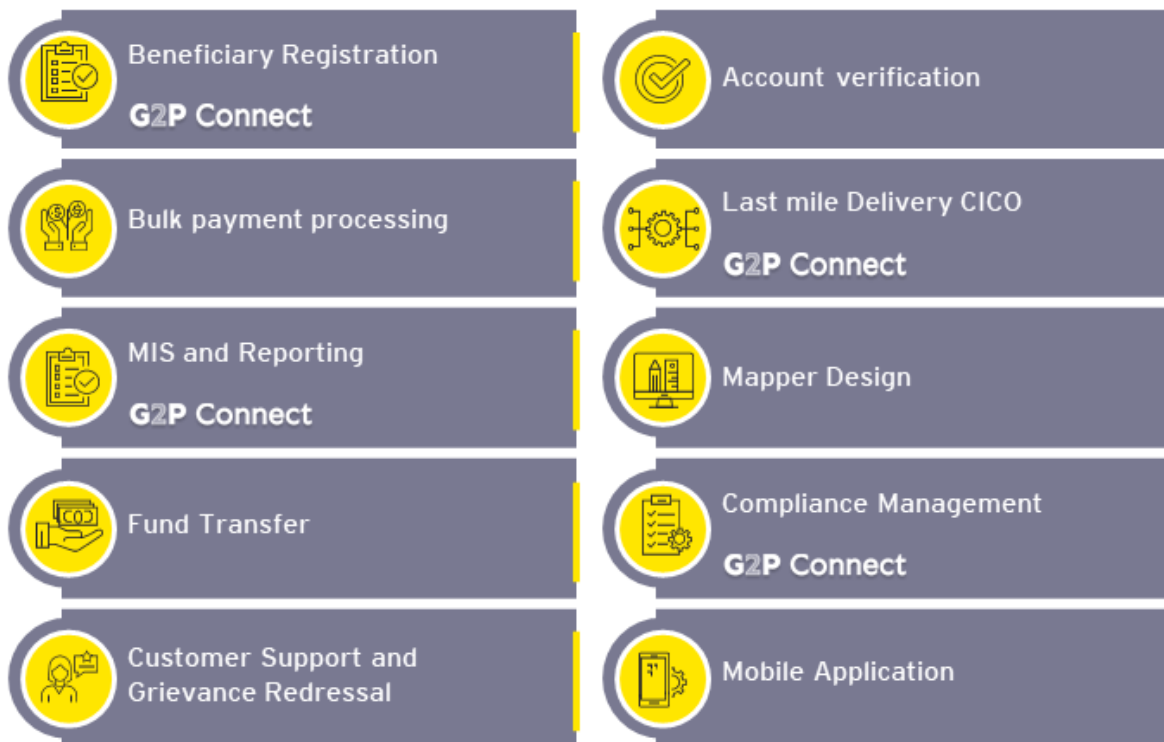 Beneficiary Registration
G2P Connect
Account verification
Bulk payment processing
Last mile Delivery CICO
G2P Connect
MIS and Reporting
G2P Connect
Mapper Design
Fund Transfer
Compliance Management
G2P Connect
Customer Support and
Grievance Redressal
Mobile Application